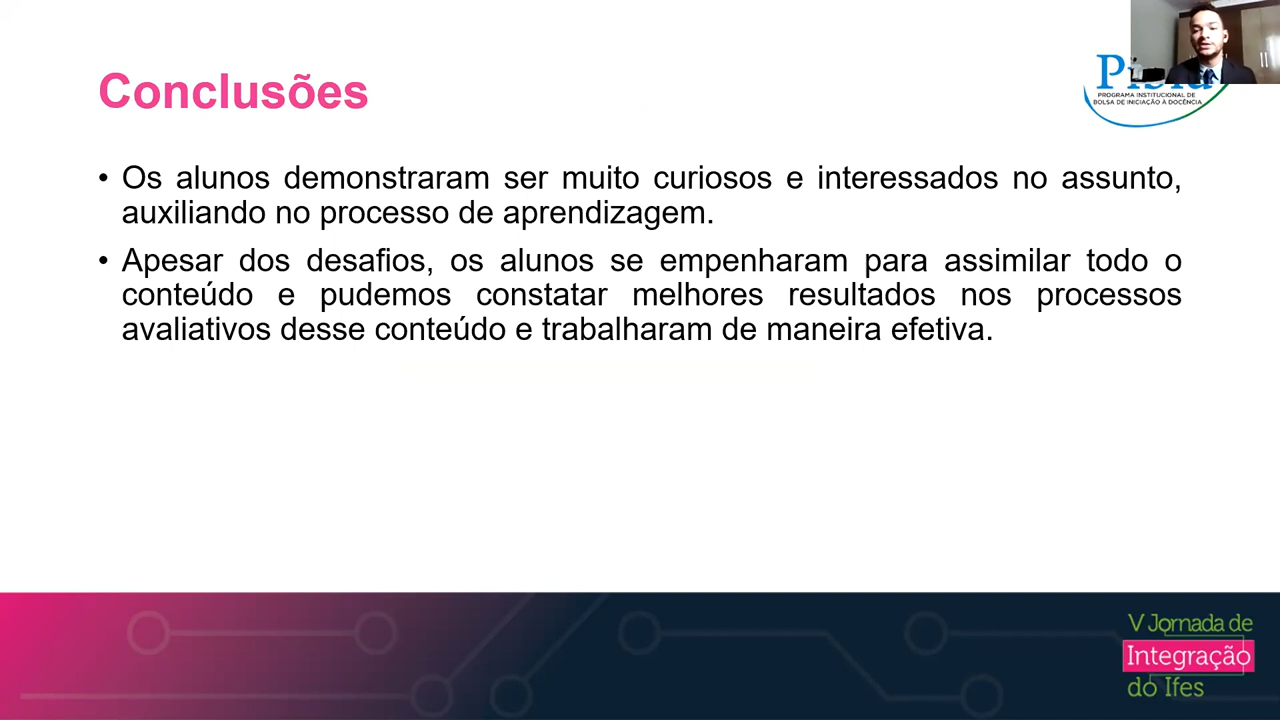 Conclusões
PROGRAMA INSTITUCIONAL DE
BOLSA DE INICIAÇÃO À DOCÊNCIA
• Os alunos demonstraram ser muito curiosos e interessados no assunto,
auxiliando no processo de aprendizagem.
• Apesar dos desafios, os alunos se empenharam para assimilar todo o
conteúdo e pudemos constatar melhores resultados nos processos
avaliativos desse conteúdo e trabalharam de maneira efetiva.
V Jornada de
Integração
do Ifes